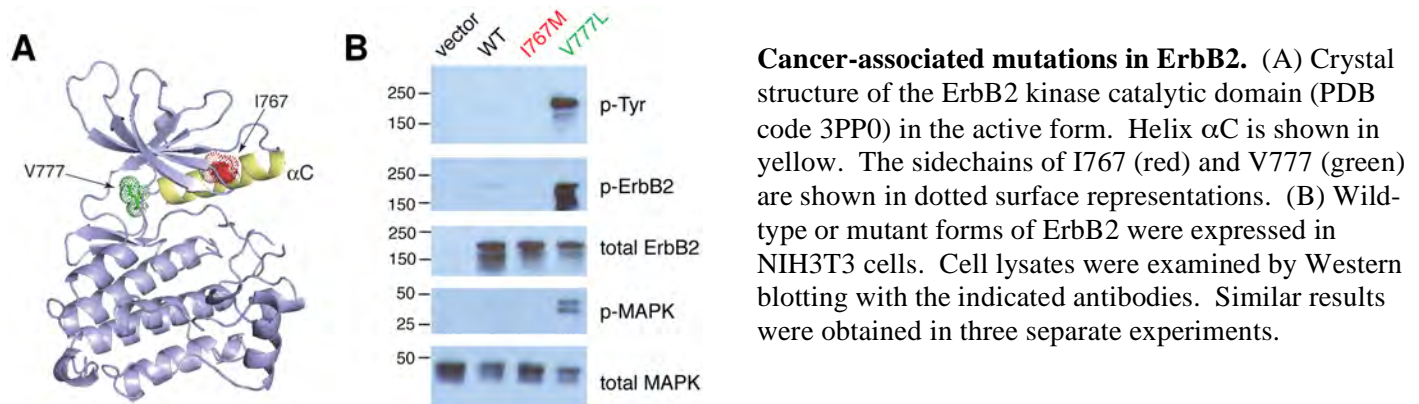 A
I767
V777
αC
B
vector
WT
I767M
V777L
250
150
p-Tyr
250
150
p-ErbB2
250
150
total ErbB2
50
25
p-MAPK
50
total MAPK
Cancer-associated mutations in ErbB2. (A) Crystal
structure of the ErbB2 kinase catalytic domain (PDB
code 3PP0) in the active form. Helix αC is shown in
yellow. The sidechains of I767 (red) and V777 (green)
are shown in dotted surface representations. (B) Wild-
type or mutant forms of ErbB2 were expressed in
NIH3T3 cells. Cell lysates were examined by Western
blotting with the indicated antibodies. Similar results
were obtained in three separate experiments.